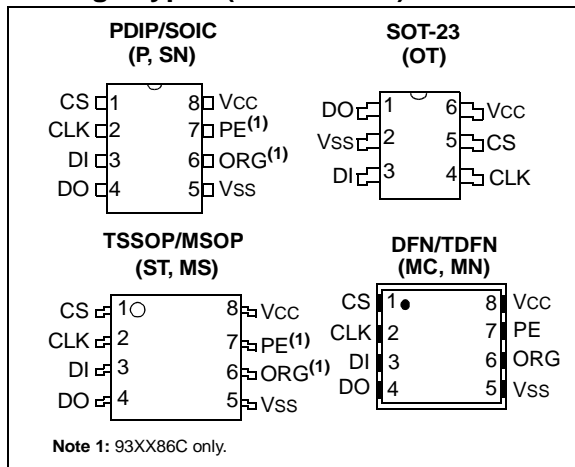 PDIP/SOIC
(P, SN)
CS 1 8 VCC
CLK 2 7 PE(1)
DI 3 6 ORG(1)
DO 4 5 VSS
SOT-23
(OT)
DO 1 6 VCC
VSS 2 5 CS
DI 3 4 CLK
TSSOP/MSOP
(ST, MS)
CS 1 8 VCC
CLK 2 7 PE(1)
DI 3 6 ORG(1)
DO 4 5 VSS
DFN/TDFN
(MC, MN)
CS 1 8 VCC
CLK 2 7 PE
DI 3 6 ORG
DO 4 5 VSS
Note 1: 93XX86C only.